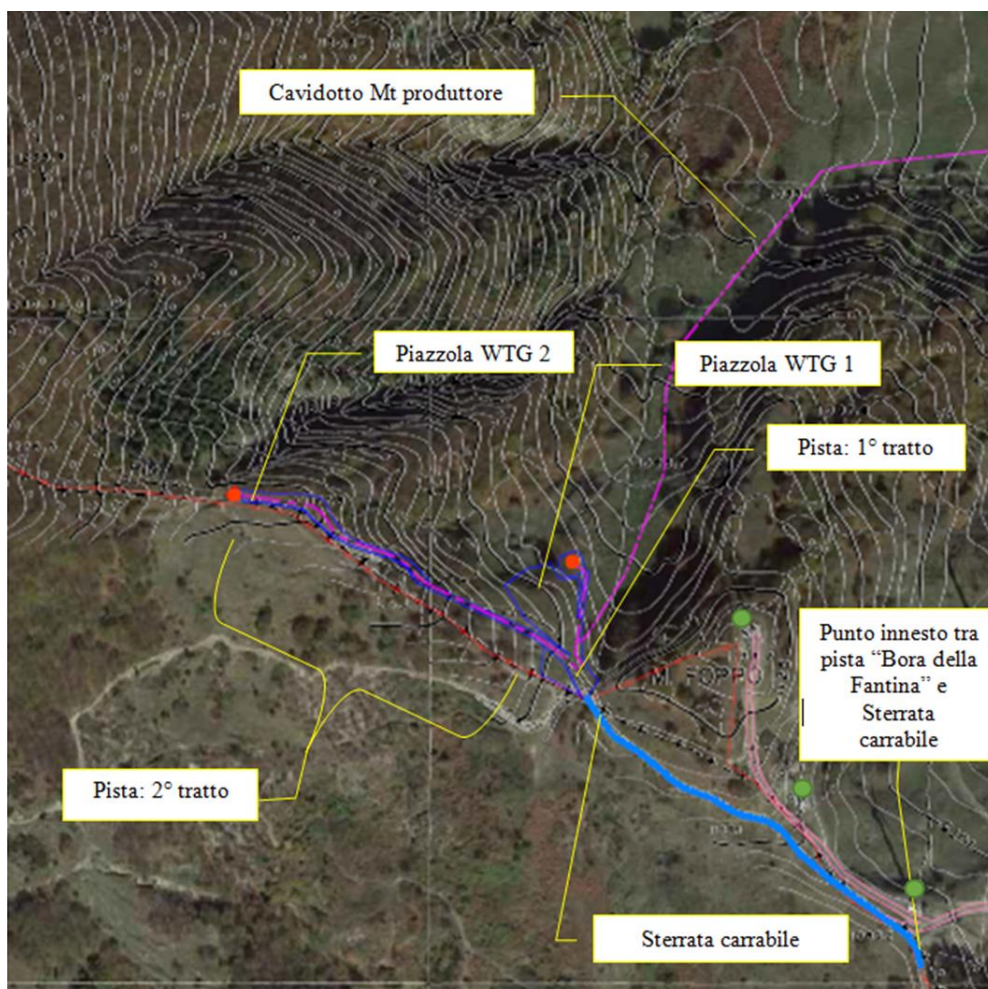 Cavidotto Mt produttore
Piazzola WTG 2
Piazzola WTG 1
Pista: 1° tratto
Punto innesto tra
pista “Bora della
Fantina” e
Sterrata
carrabile
Pista: 2° tratto
Sterrata carrabile